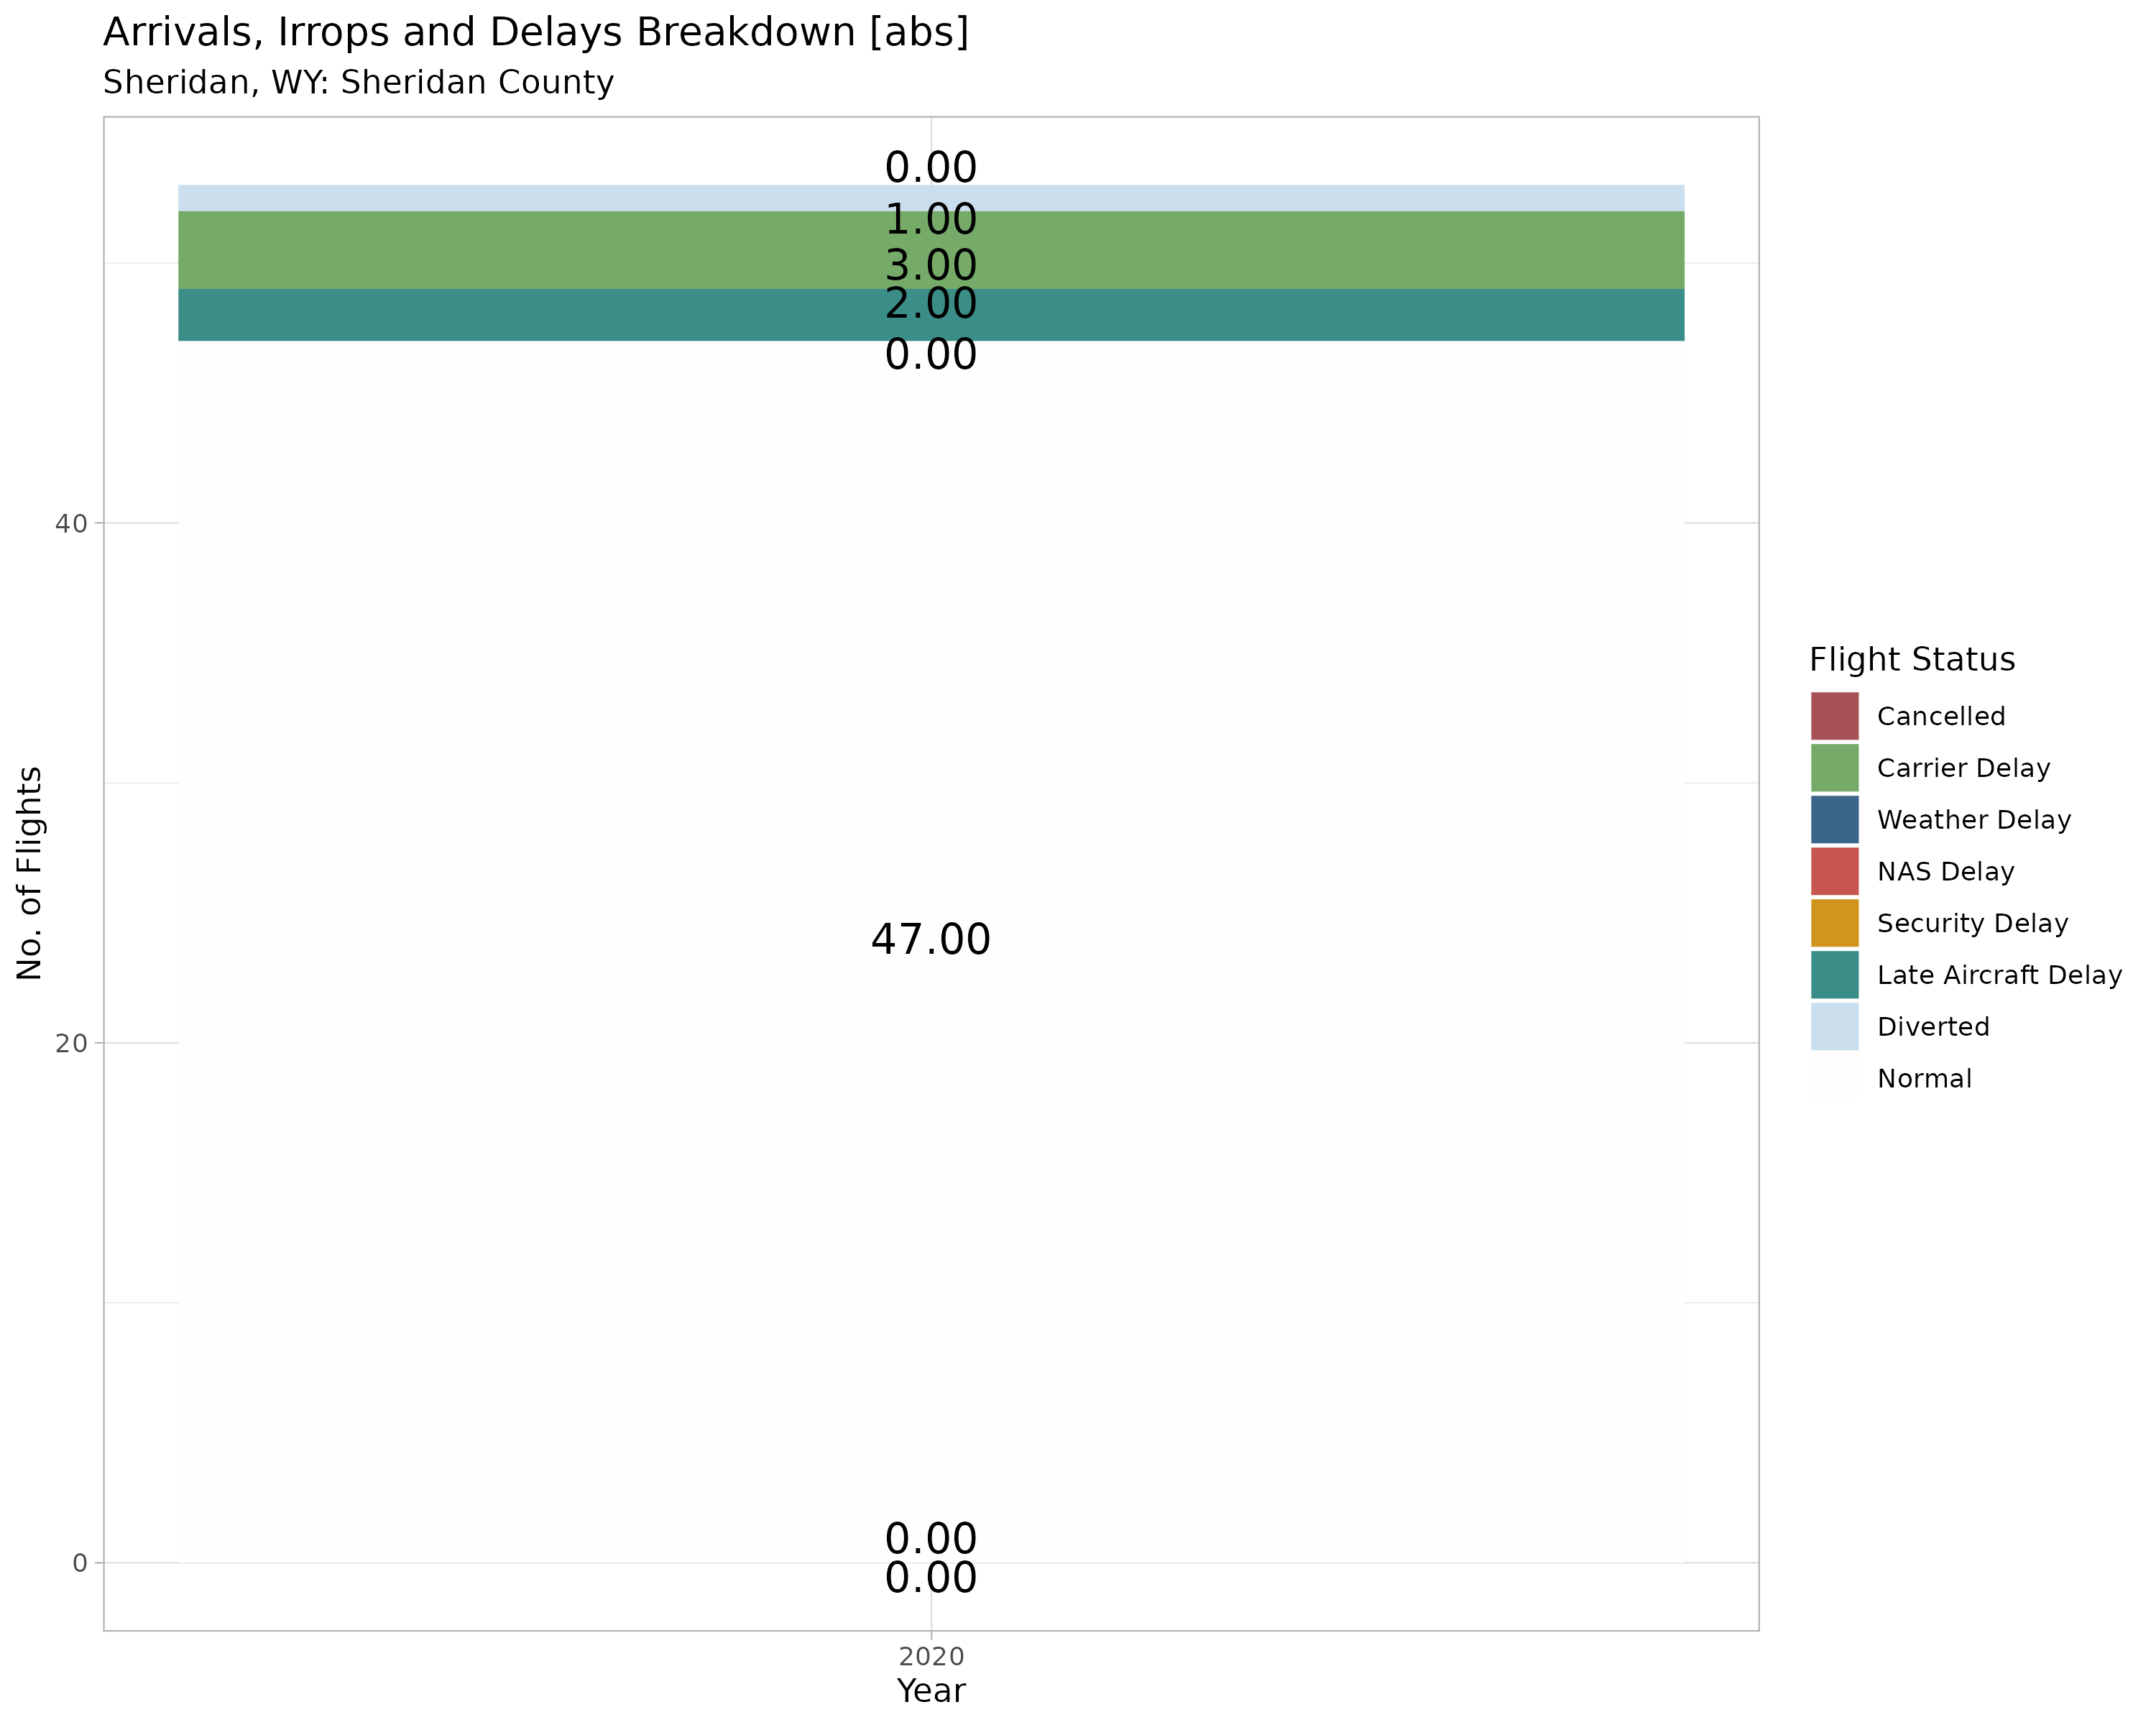 Arrivals, Irrops and Delays Breakdown [abs]
Sheridan, WY: Sheridan County
0.00
1.00
3.00
2.00
0.00
47.00
0.00
0.00
40
20
0
No. of Flights
2020
Year
Flight Status
Cancelled
Carrier Delay
Weather Delay
NAS Delay
Security Delay
Late Aircraft Delay
Diverted
Normal